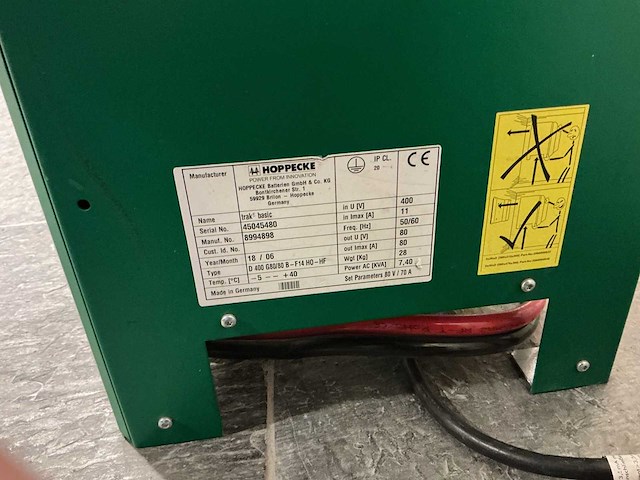 Manufacturer
HOPPECKE
POWER FROM INNOVATION
HOPPECKE Batterien GmbH & Co. KG
Bontkirchener Str. 1
59929 Brilon - Hoppecke
Germany
IP CL.
20
CE
Name trak® basic
Serial No. 45045480
Manuf. No. 8994898
Cust. Id. No.
Year/Month 18 / 06
Type D 400 G80/80 B-F14 HO-HF
Temp. [°C] -5 -- +40
Made in Germany
in U [V] 400
in Imax [A] 11
Freq. [Hz] 50/60
out U [V] 80
out Imax [A] 80
Wgt [Kg] 28
Power AC [KVA] 7,40
Set Parameters 80 V / 70 A